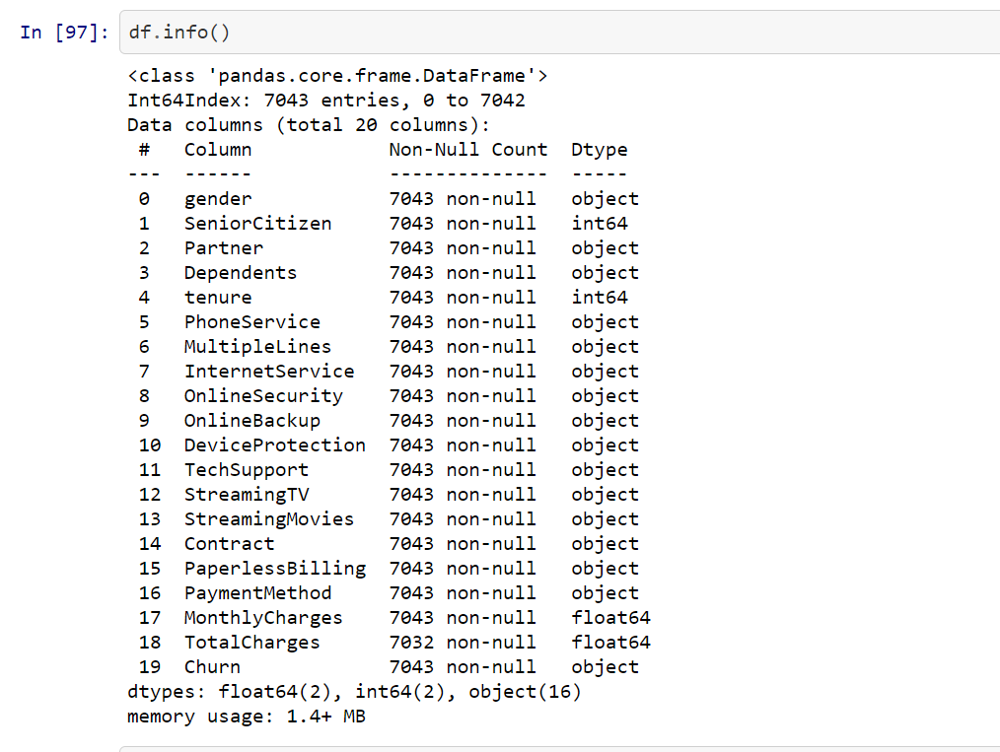 In [97]: df.info()
<class 'pandas.core.frame.DataFrame'>
Int64Index: 7043 entries, 0 to 7042
Data columns (total 20 columns):
 #   Column            Non-Null Count  Dtype
---  ------            --------------  -----
 0   gender            7043 non-null   object
 1   SeniorCitizen     7043 non-null   int64
 2   Partner           7043 non-null   object
 3   Dependents        7043 non-null   object
 4   tenure            7043 non-null   int64
 5   PhoneService      7043 non-null   object
 6   MultipleLines     7043 non-null   object
 7   InternetService   7043 non-null   object
 8   OnlineSecurity    7043 non-null   object
 9   OnlineBackup      7043 non-null   object
 10  DeviceProtection  7043 non-null   object
 11  TechSupport       7043 non-null   object
 12  StreamingTV       7043 non-null   object
 13  StreamingMovies   7043 non-null   object
 14  Contract          7043 non-null   object
 15  PaperlessBilling  7043 non-null   object
 16  PaymentMethod     7043 non-null   object
 17  MonthlyCharges    7043 non-null   float64
 18  TotalCharges      7032 non-null   float64
 19  Churn             7043 non-null   object
dtypes: float64(2), int64(2), object(16)
memory usage: 1.4+ MB